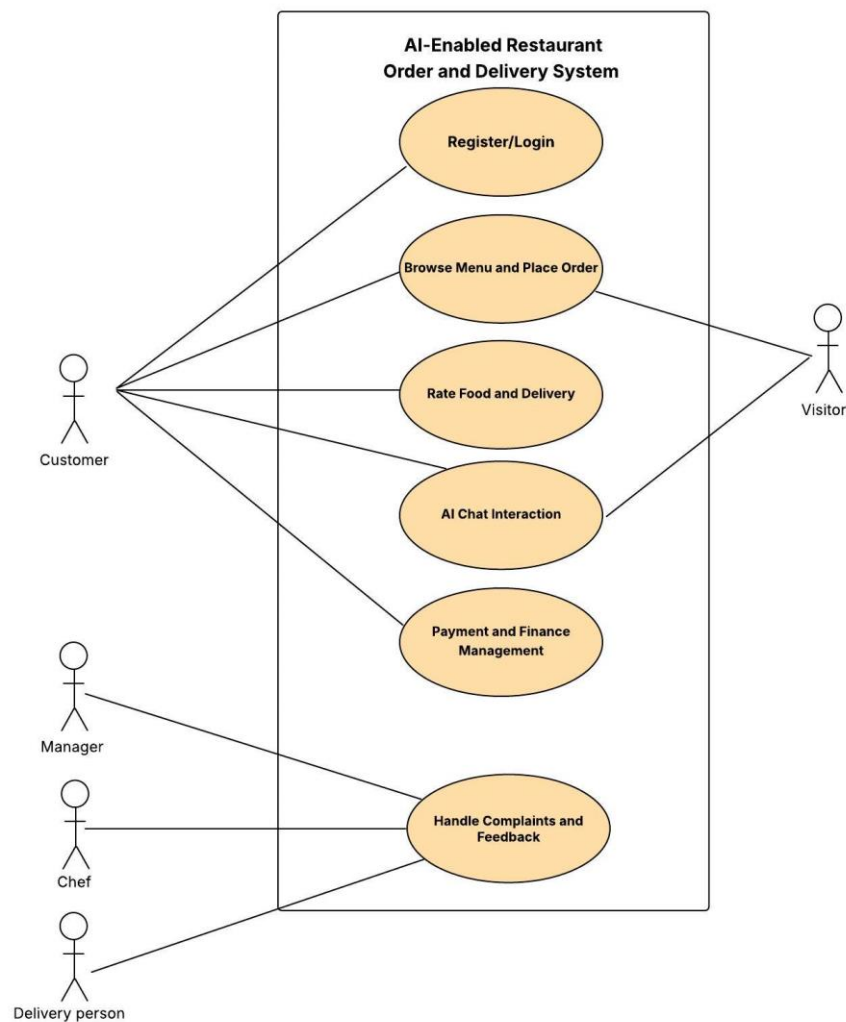 AI-Enabled Restaurant
Order and Delivery System
Register/Login
Browse Menu and Place Order
Rate Food and Delivery
AI Chat Interaction
Payment and Finance
Management
Handle Complaints and
Feedback
Customer
Visitor
Manager
Chef
Delivery person